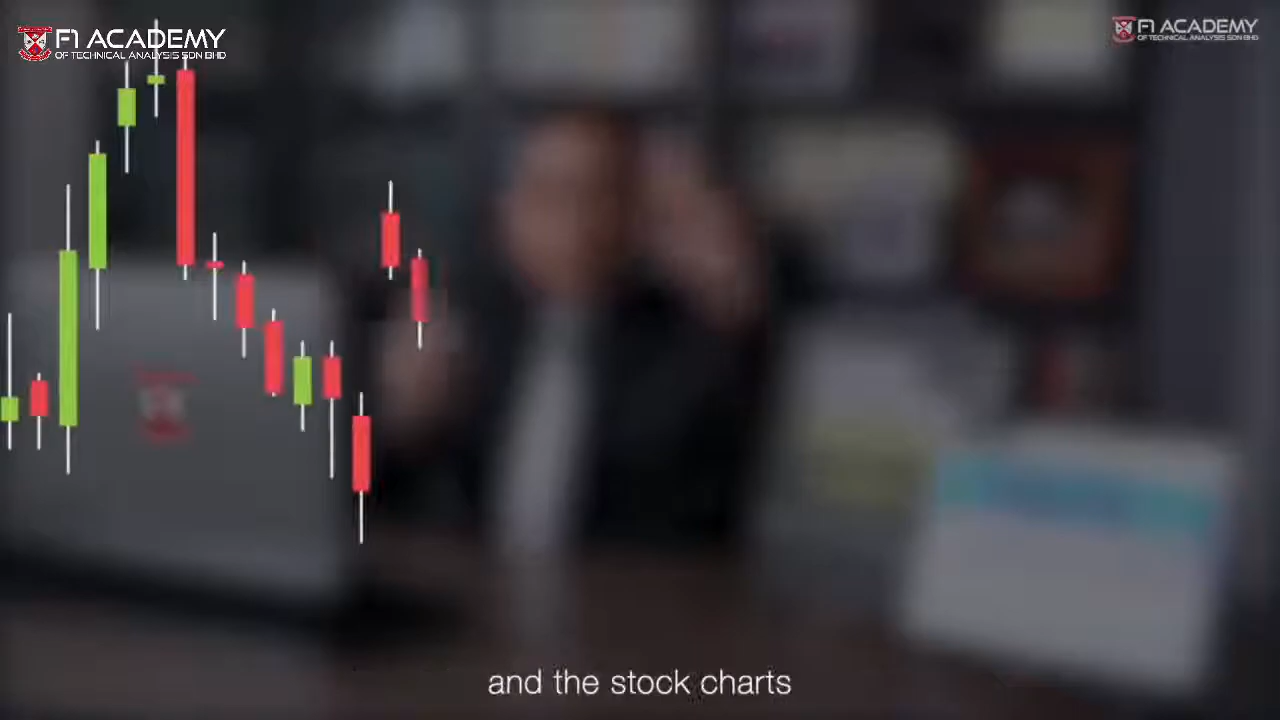 F1 ACADEMY
OF TECHNICAL ANALYSIS SDN BHD
F1 ACADEMY
OF TECHNICAL ANALYSIS SDN BHD
and the stock charts